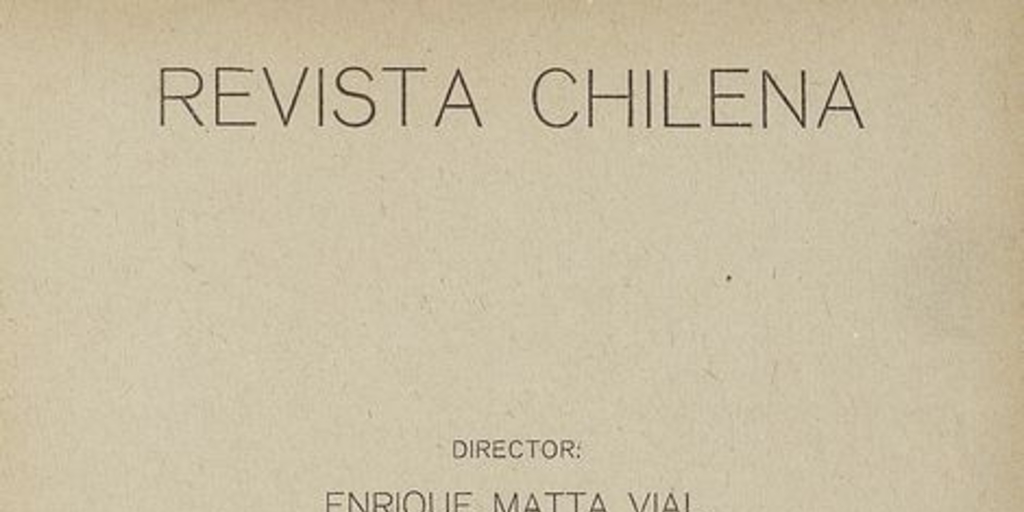 REVISTA CHILENA
DIRECTOR:
ENRIQUE MATTA VIAL